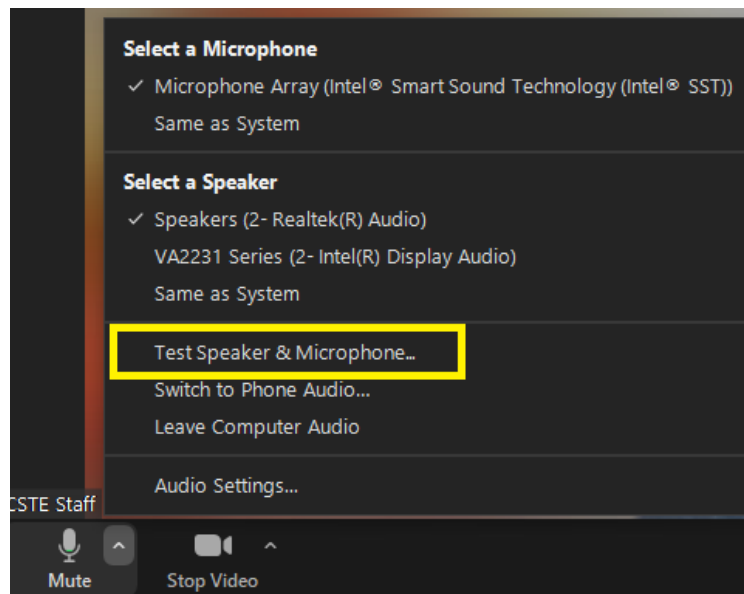 Select a Microphone
Microphone Array (Intel® Smart Sound Technology (Intel® SST))
Same as System
Select a Speaker
Speakers (2- Realtek(R) Audio)
VA2231 Series (2- Intel(R) Display Audio)
Same as System
Test Speaker & Microphone...
Switch to Phone Audio...
Leave Computer Audio
Audio Settings...
CSTE Staff
Mute
Stop Video